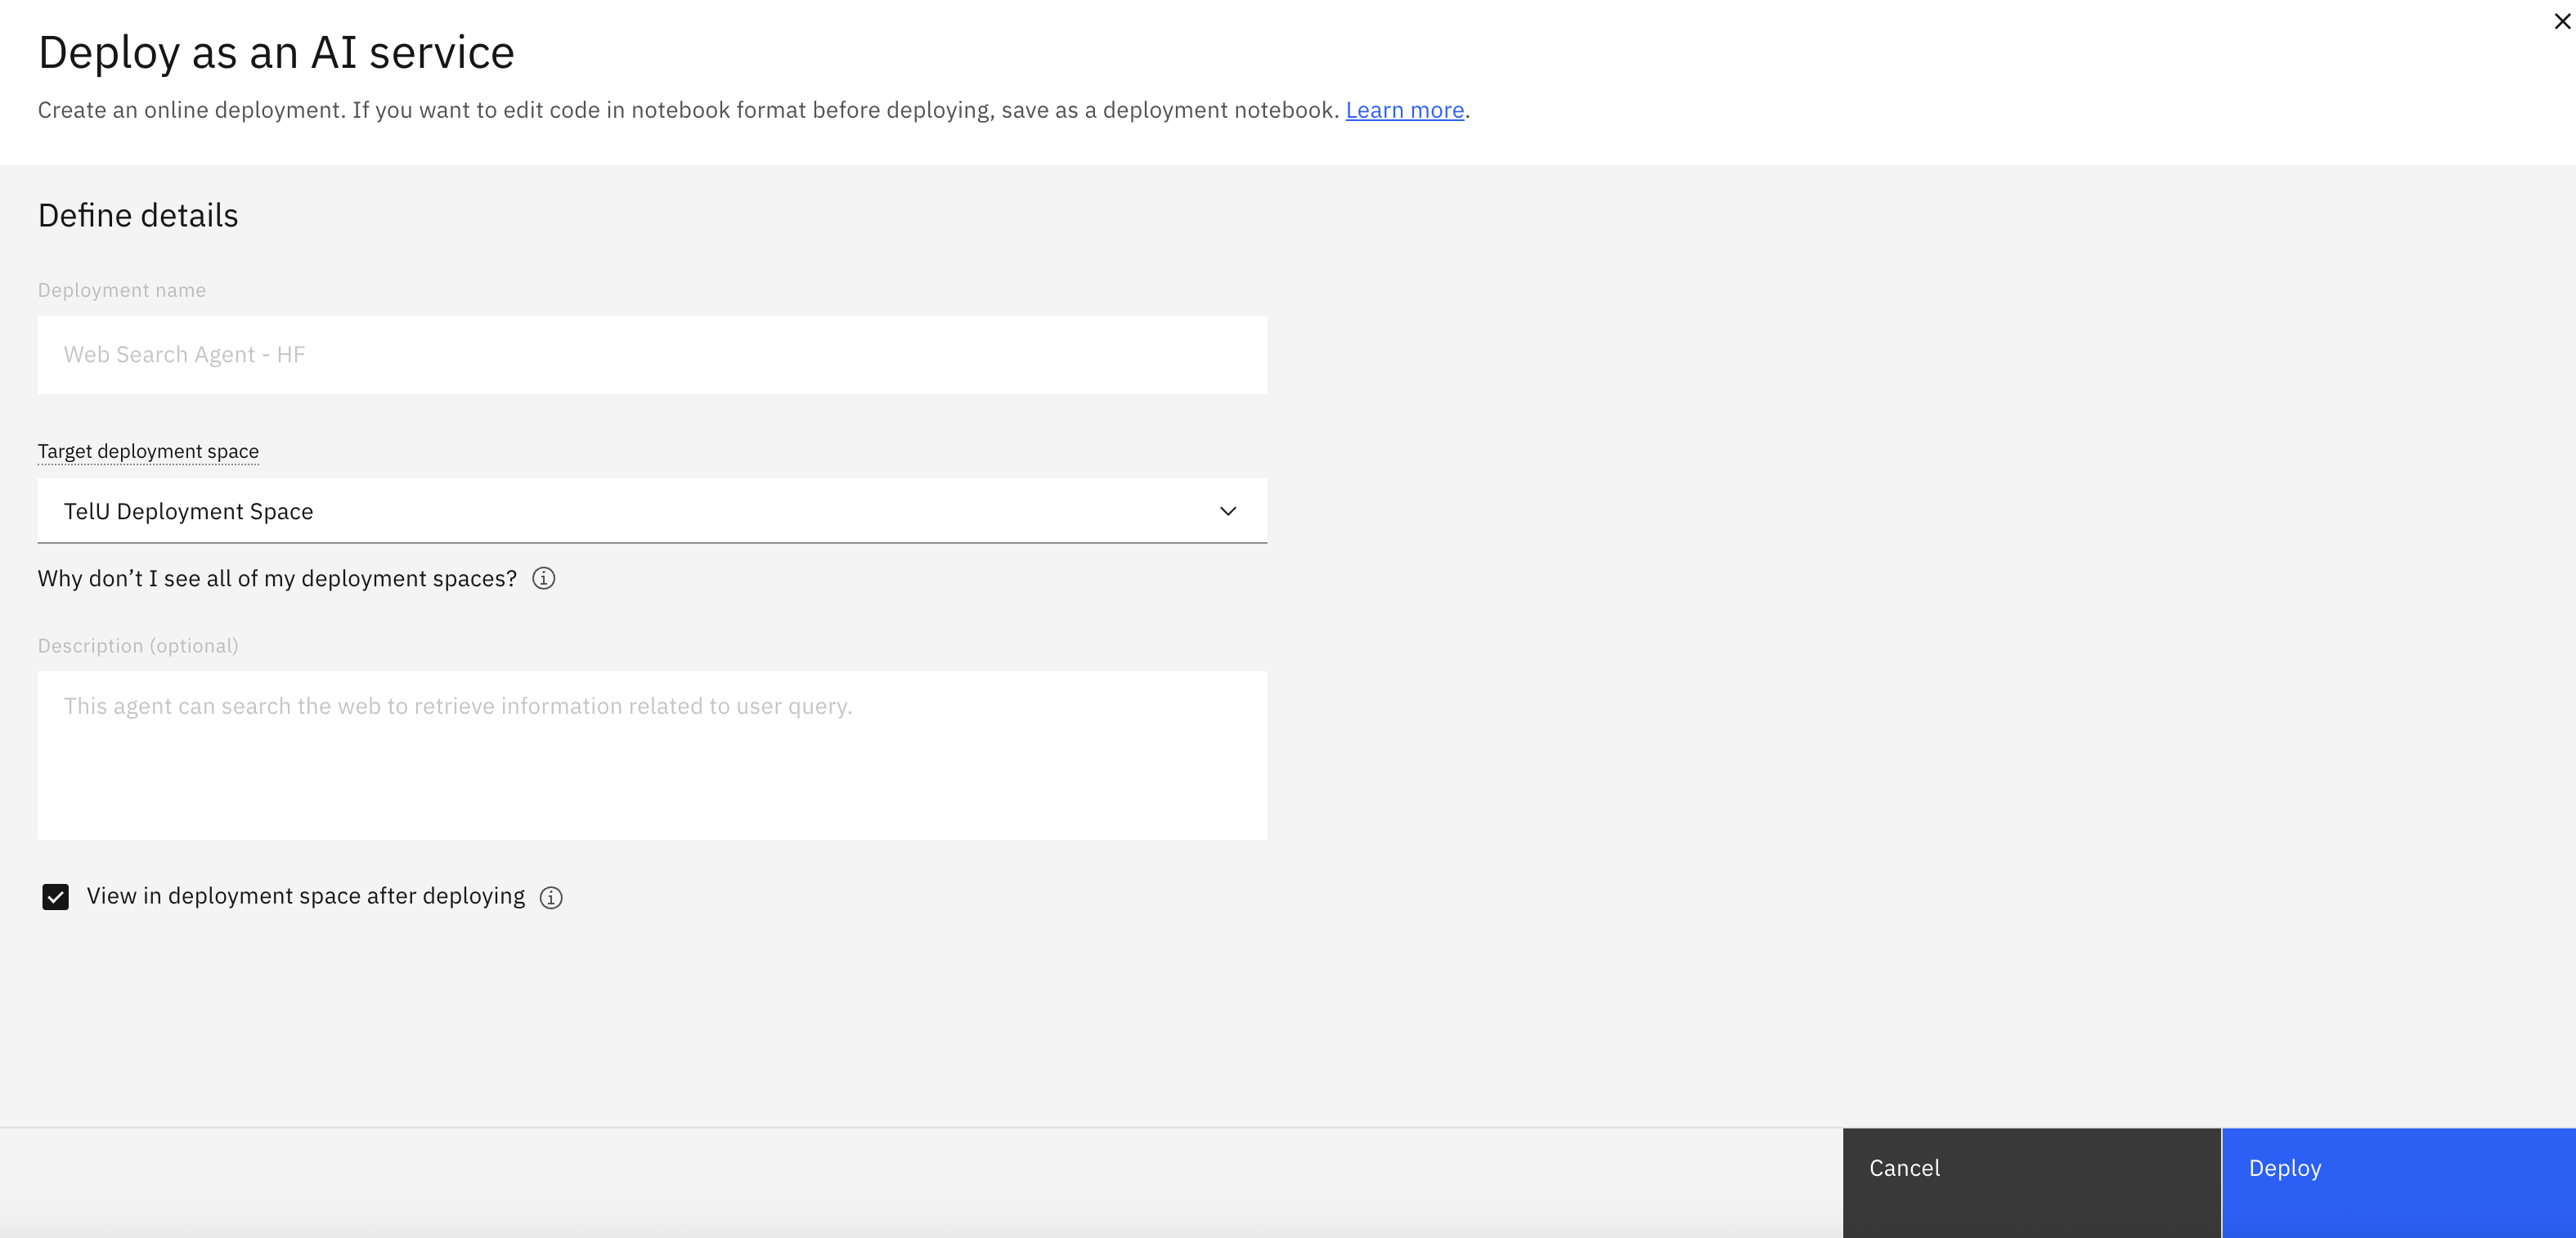 Deploy as an AI service
Create an online deployment. If you want to edit code in notebook format before deploying, save as a deployment notebook. Learn more.
Define details
Deployment name
Web Search Agent - HF
Target deployment space
TelU Deployment Space
Why don’t I see all of my deployment spaces?
Description (optional)
This agent can search the web to retrieve information related to user query.
View in deployment space after deploying
Cancel
Deploy